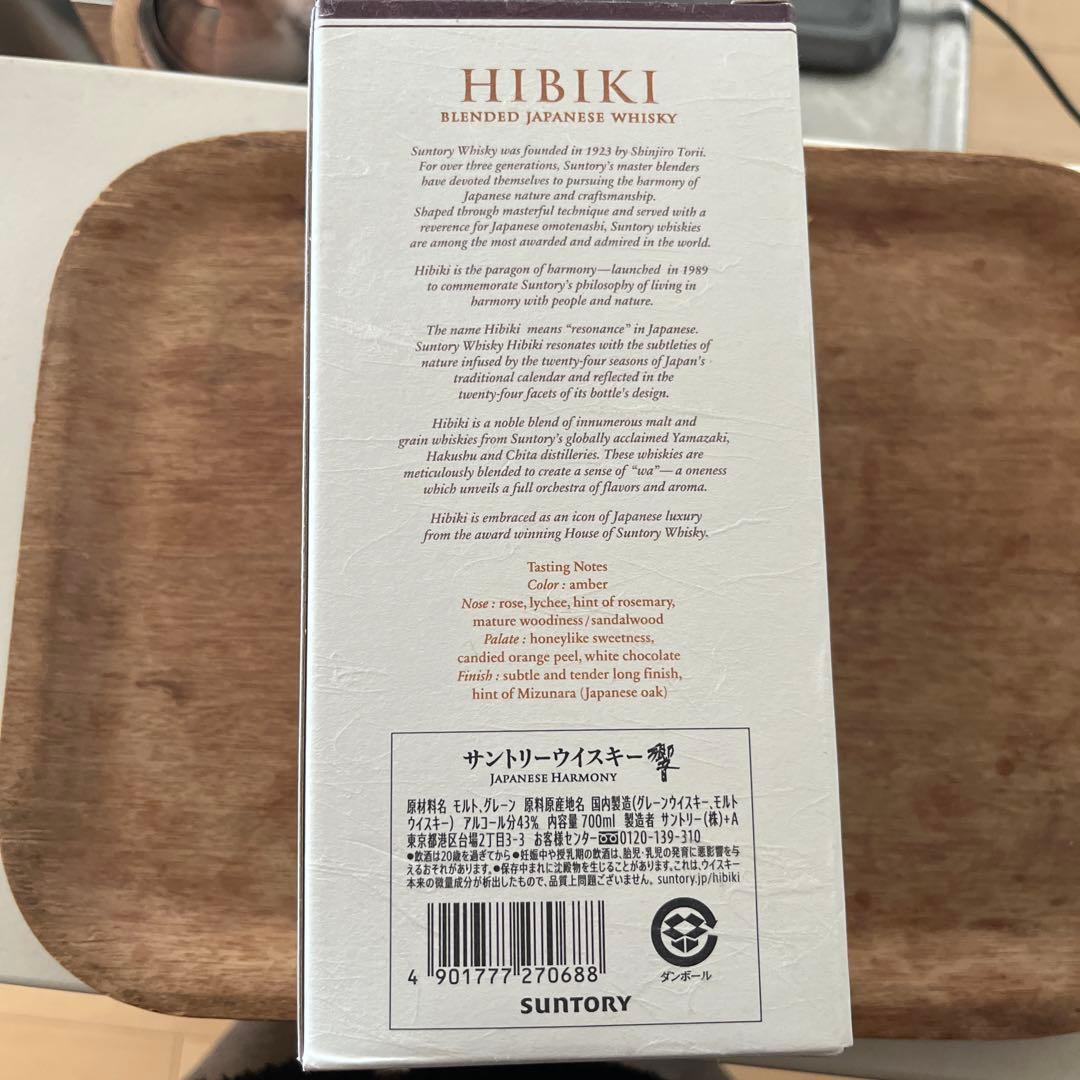 HIBIKI
BLENDED JAPANESE WHISKY
Suntory Whisky was founded in 1923 by Shinjiro Torii.
For over three generations, Suntory's master blenders
have devoted themselves to pursuing the harmony of
Japanese nature and craftsmanship.
Shaped through masterful technique and served with a
reverence for Japanese omotenashi, Suntory whiskies
are among the most awarded and admired in the world.
Hibiki is the paragon of harmony—launched in 1989
to commemorate Suntory's philosophy of living in
harmony with people and nature.
The name Hibiki means “resonance” in Japanese.
Suntory Whisky Hibiki resonates with the subtleties of
nature infused by the twenty-four seasons of Japan's
traditional calendar and reflected in the
twenty-four facets of its bottle's design.
Hibiki is a noble blend of innumerous malt and
grain whiskies from Suntory's globally acclaimed Yamazaki,
Hakushu and Chita distilleries. These whiskies are
meticulously blended to create a sense of “wa”—a oneness
which unveils a full orchestra of flavors and aroma.
Hibiki is embraced as an icon of Japanese luxury
from the award winning House of Suntory Whisky.
Tasting Notes
Color : amber
Nose : rose, lychee, hint of rosemary,
mature woodiness/sandalwood
Palate : honeylike sweetness,
candied orange peel, white chocolate
Finish : subtle and tender long finish,
hint of Mizunara (Japanese oak)
サントリーウイスキー 響
JAPANESE HARMONY
原材料名 モルト、グレーン 原料原産地名 国内製造(グレーンウイスキー、モルト
ウイスキー) アルコール分43% 内容量 700ml 製造者 サントリー(株)+A
東京都港区台場2丁目3-3 お客様センター 0120-139-310
●飲酒は20歳を過ぎてから●妊娠中や授乳期の飲酒は、胎児・乳児の発育に悪影響を与
えるおそれがあります。●保存中まれに沈殿物を生じることがあります。これは、ウイスキー
本来の微量成分が析出したもので、品質上問題ございません。suntory.jp/hibiki
4 901777 270688
ダンボール
SUNTORY